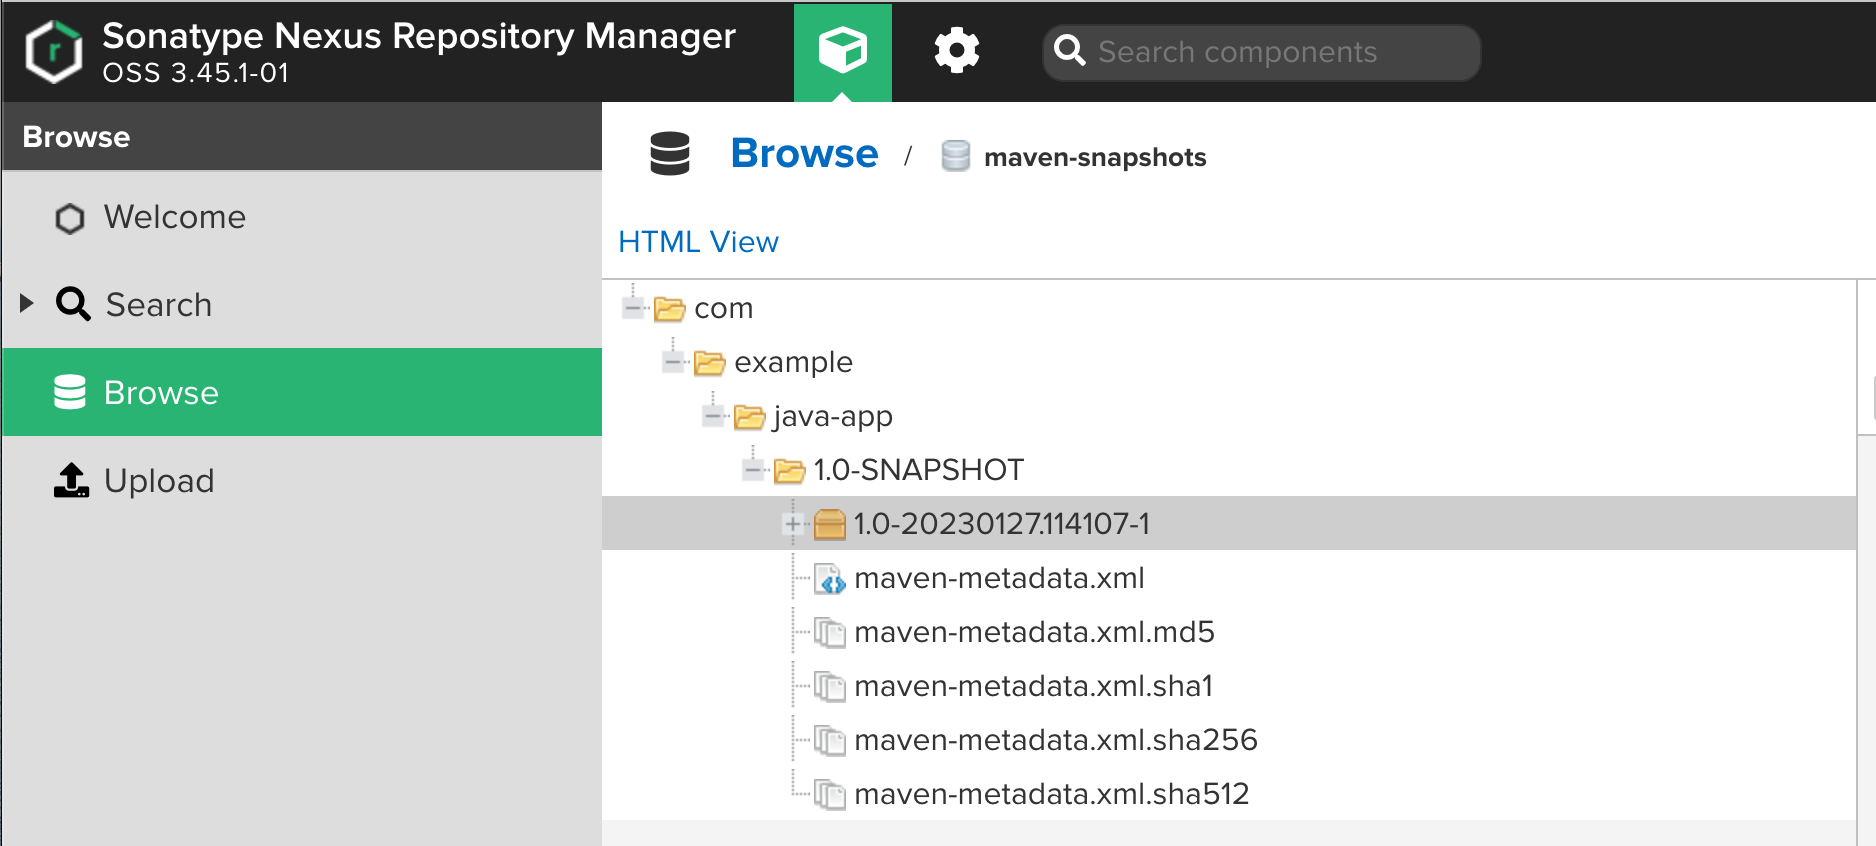 Sonatype Nexus Repository Manager
OSS 3.45.1-01
Search components
Browse
Welcome
Search
Browse
Upload
Browse / maven-snapshots
HTML View
com
example
java-app
1.0-SNAPSHOT
1.0-20230127.114107-1
maven-metadata.xml
maven-metadata.xml.md5
maven-metadata.xml.sha1
maven-metadata.xml.sha256
maven-metadata.xml.sha512